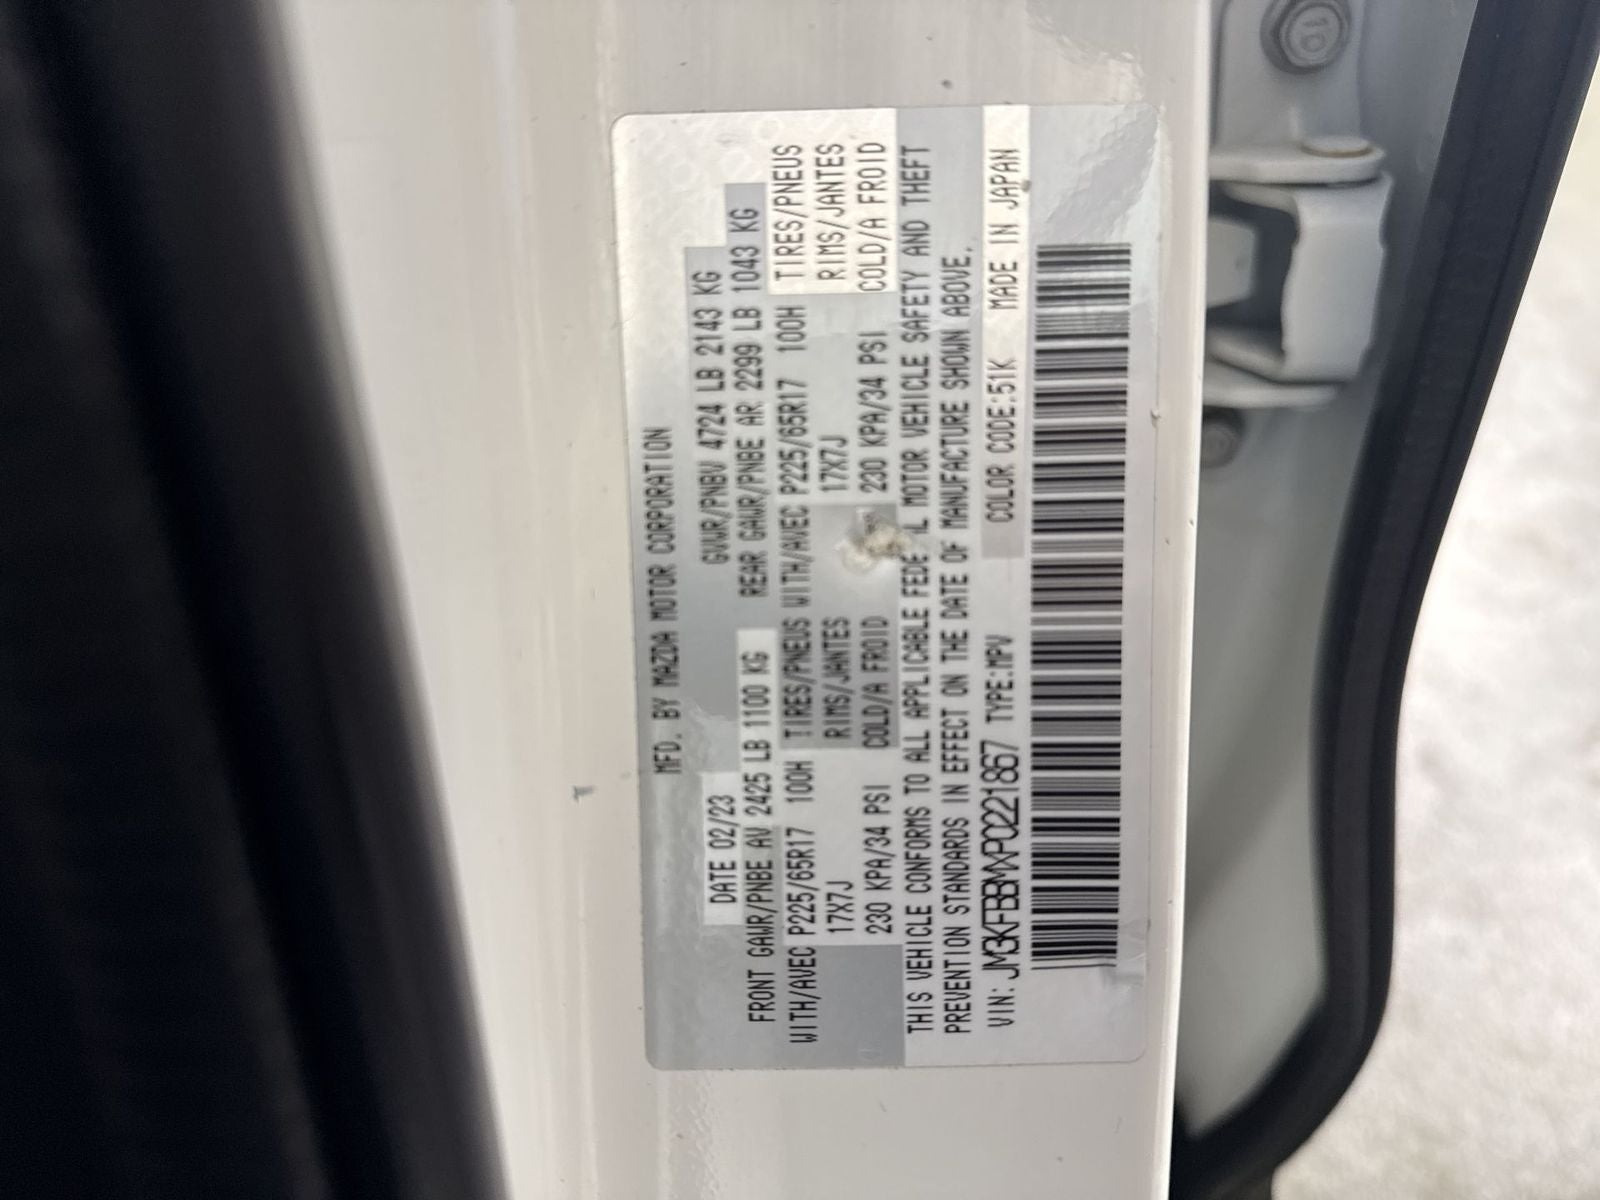 MFD. BY MAZDA MOTOR CORPORATION
DATE 02/23 GVWR/PNBV 4724 LB 2143 KG
FRONT GAWR/PNBE AV 2425 LB 1100 KG REAR GAWR/PNBE AR 2299 LB 1043 KG
WITH/AVEC P225/65R17 100H TIRES/PNEUS WITH/AVEC P225/65R17 100H TIRES/PNEUS
17X7J RIMS/JANTES 17X7J RIMS/JANTES
230 KPA/34 PSI COLD/A FROID 230 KPA/34 PSI COLD/A FROID
THIS VEHICLE CONFORMS TO ALL APPLICABLE FEDE L MOTOR VEHICLE SAFETY AND THEFT
PREVENTION STANDARDS IN EFFECT ON THE DATE OF MANUFACTURE SHOWN ABOVE.
VIN: JM3KFBBMXP0221867 TYPE:MPV COLOR CODE:51K MADE IN JAPAN
10